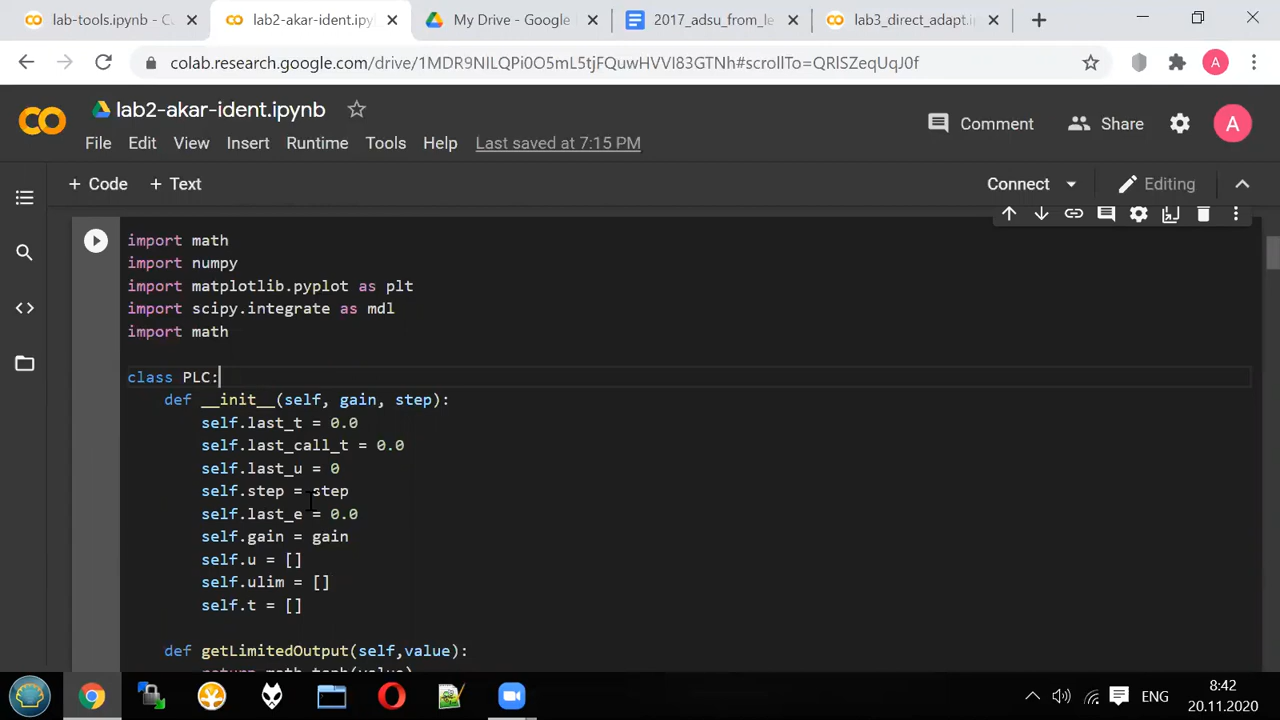 lab-tools.ipynb - C
lab2-akar-ident.ipy
My Drive - Google
2017_adsu_from_le
lab3_direct_adapt.i
colab.research.google.com/drive/1MDR9NILQPi0O5mL5tjFQuwHVVI83GTNh#scrollTo=QRlSZeqUqJ0f
A
lab2-akar-ident.ipynb
Comment
Share
A
File Edit View Insert Runtime Tools Help Last saved at 7:15 PM
+ Code + Text
Connect
Editing
import math
import numpy
import matplotlib.pyplot as plt
import scipy.integrate as mdl
import math
class PLC:
def __init__(self, gain, step):
self.last_t = 0.0
self.last_call_t = 0.0
self.last_u = 0
self.step = step
self.last_e = 0.0
self.gain = gain
self.u = []
self.ulim = []
self.t = []
def getLimitedOutput(self,value):
return math.tanh(value)
ENG
8:42
20.11.2020